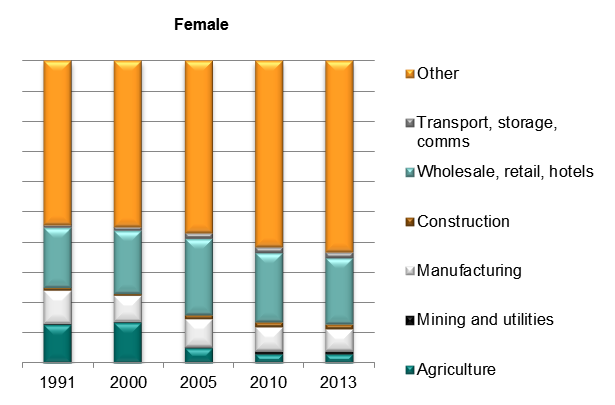 Female
Other
Transport, storage,
comms
Wholesale, retail, hotels
Construction
Manufacturing
Mining and utilities
Agriculture
1991 2000 2005 2010 2013